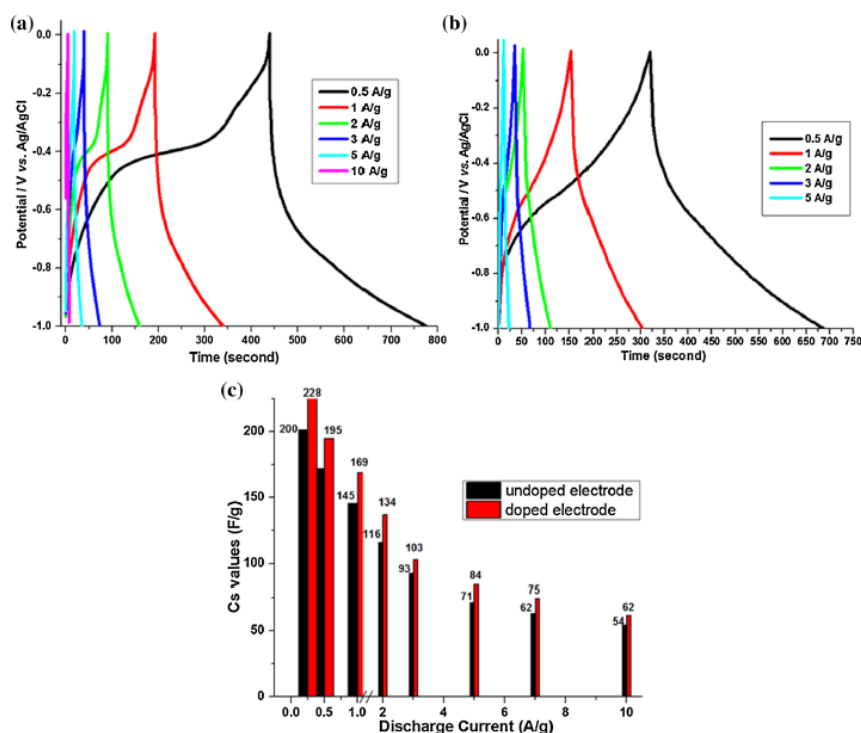 (a)
0.0
-0.2
-0.4
-0.6
-0.8
-1.0
Potential / V vs. Ag/AgCl
0.5 A/g
1 A/g
2 A/g
3 A/g
5 A/g
10 A/g
0 100 200 300 400 500 600 700 800
Time (second)
(b)
0.0
-0.2
-0.4
-0.6
-0.8
-1.0
Potential / V vs. Ag/AgCl
0.5 A/g
1 A/g
2 A/g
3 A/g
5 A/g
0 50 100 150 200 250 300 350 400 450 500 550 600 650 700 750
Time (second)
(c)
200
150
100
50
0
Cs values (F/g)
200 228
195
145 169
116 134
93 103
71 84
62 75
54 62
undoped electrode
doped electrode
0.0 0.5 1.0 2 4 6 8 10
Discharge Current (A/g)